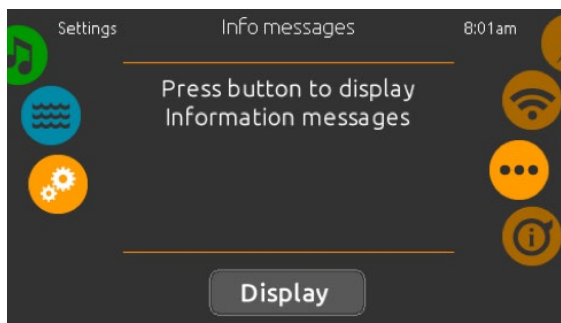 Settings
Info messages
8:01am
Press button to display
Information messages
Display